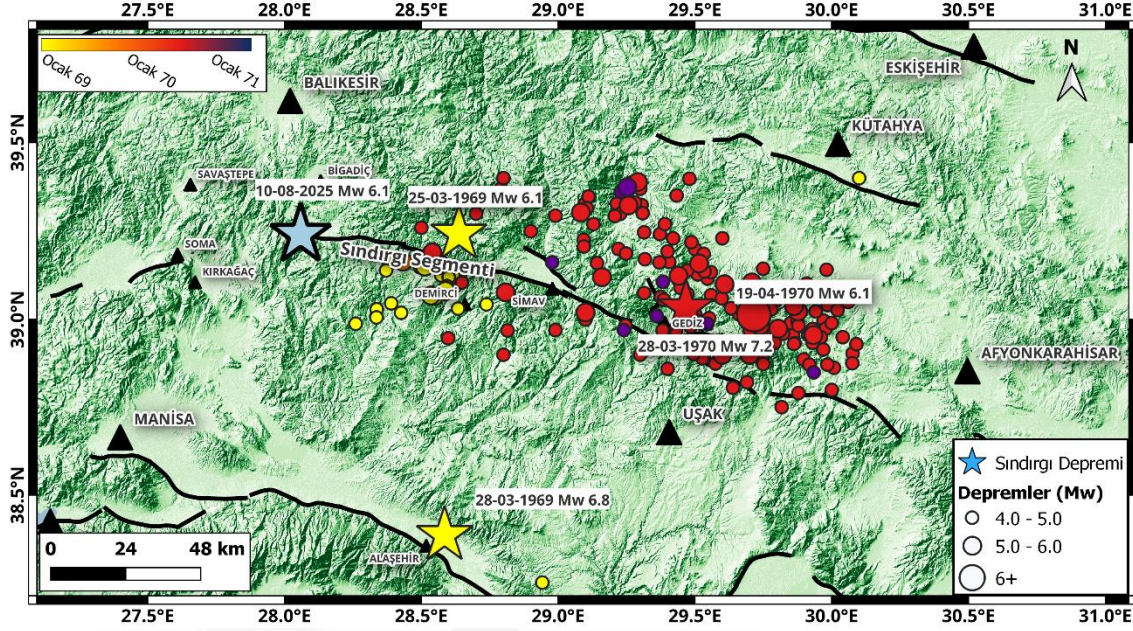 27.5°E 28.0°E 28.5°E 29.0°E 29.5°E 30.0°E 30.5°E 31.0°E
Ocak 69 Ocak 70 Ocak 71
N
ESKİŞEHİR
BALIKESİR
KÜTAHYA
39.5°N
SAVAŞTEPE
BİGADİÇ
10-08-2025 Mw 6.1
25-03-1969 Mw 6.1
SOMA
Sındırgı Segmenti
KIRKAĞAÇ
DEMİRCİ
SİMAV
19-04-1970 Mw 6.1
39.0°N
GEDİZ
28-03-1970 Mw 7.2
AFYONKARAHİSAR
MANİSA
UŞAK
38.5°N
28-03-1969 Mw 6.8
ALAŞEHİR
Sındırgı Depremi
Depremler (Mw)
4.0 - 5.0
5.0 - 6.0
6+
0 24 48 km
27.5°E 28.0°E 28.5°E 29.0°E 29.5°E 30.0°E 30.5°E 31.0°E